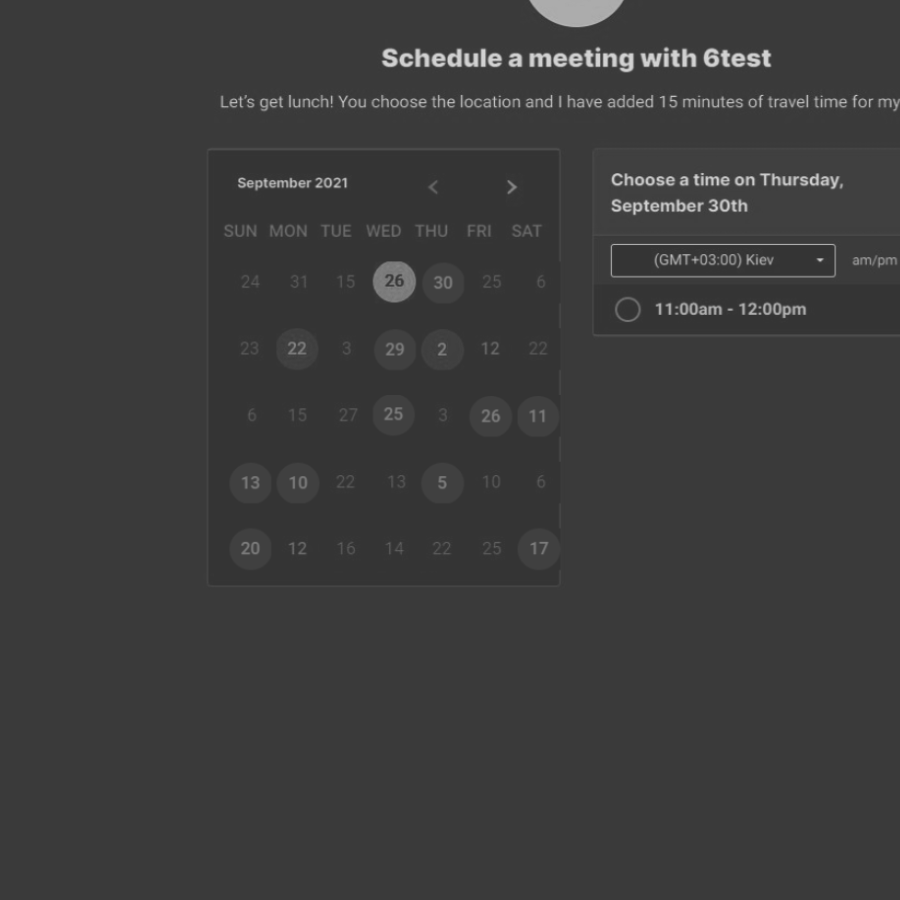 Schedule a meeting with 6test
Let's get lunch! You choose the location and I have added 15 minutes of travel time for my
September 2021
SUN MON TUE WED THU FRI SAT
24 31 15 26 30 25 6
23 22 3 29 2 12 22
6 15 27 25 3 26 11
13 10 22 13 5 10 6
20 12 16 14 22 25 17
Choose a time on Thursday,
September 30th
(GMT+03:00) Kiev am/pm
11:00am - 12:00pm